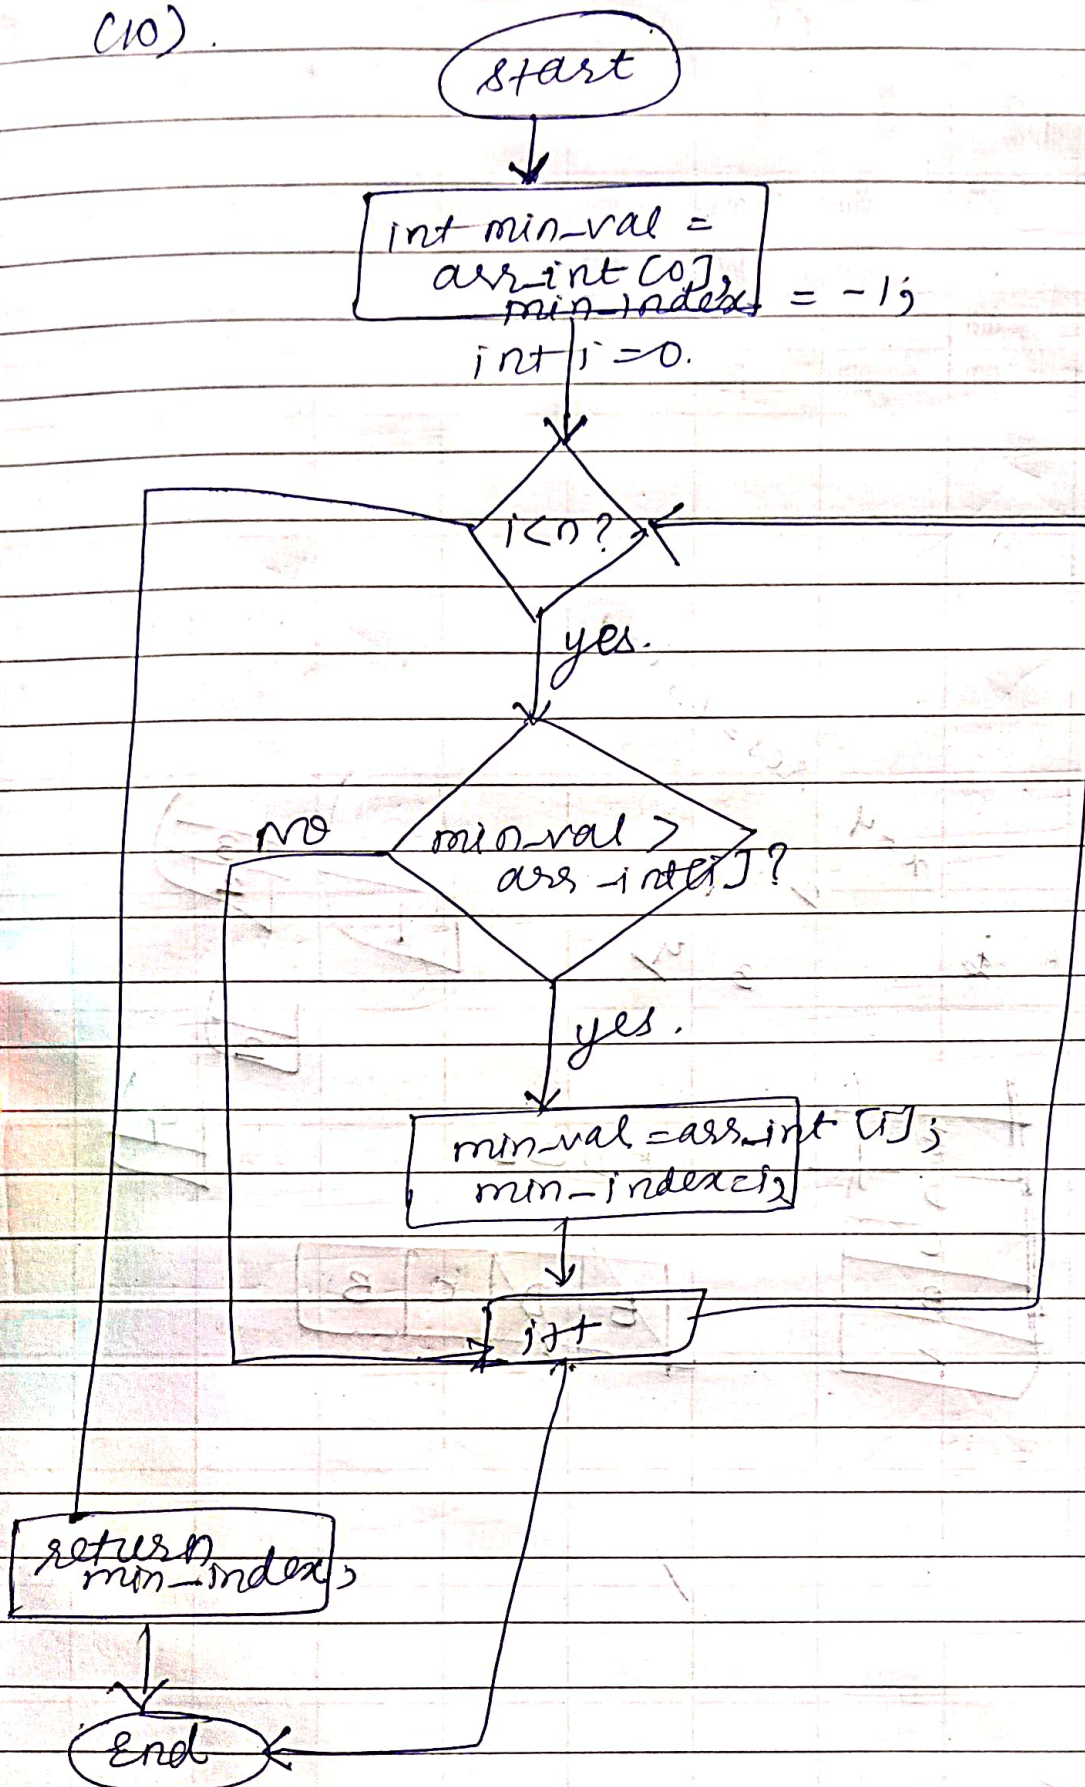 (10).
start
int min_val =
arr_int [0],
min_index = -1;
int i=0.
i<n?
yes.
No
min_val >
arr_int[i]?
yes.
min_val = arr_int [i];
min_index=i;
i++
return
min_index;
End